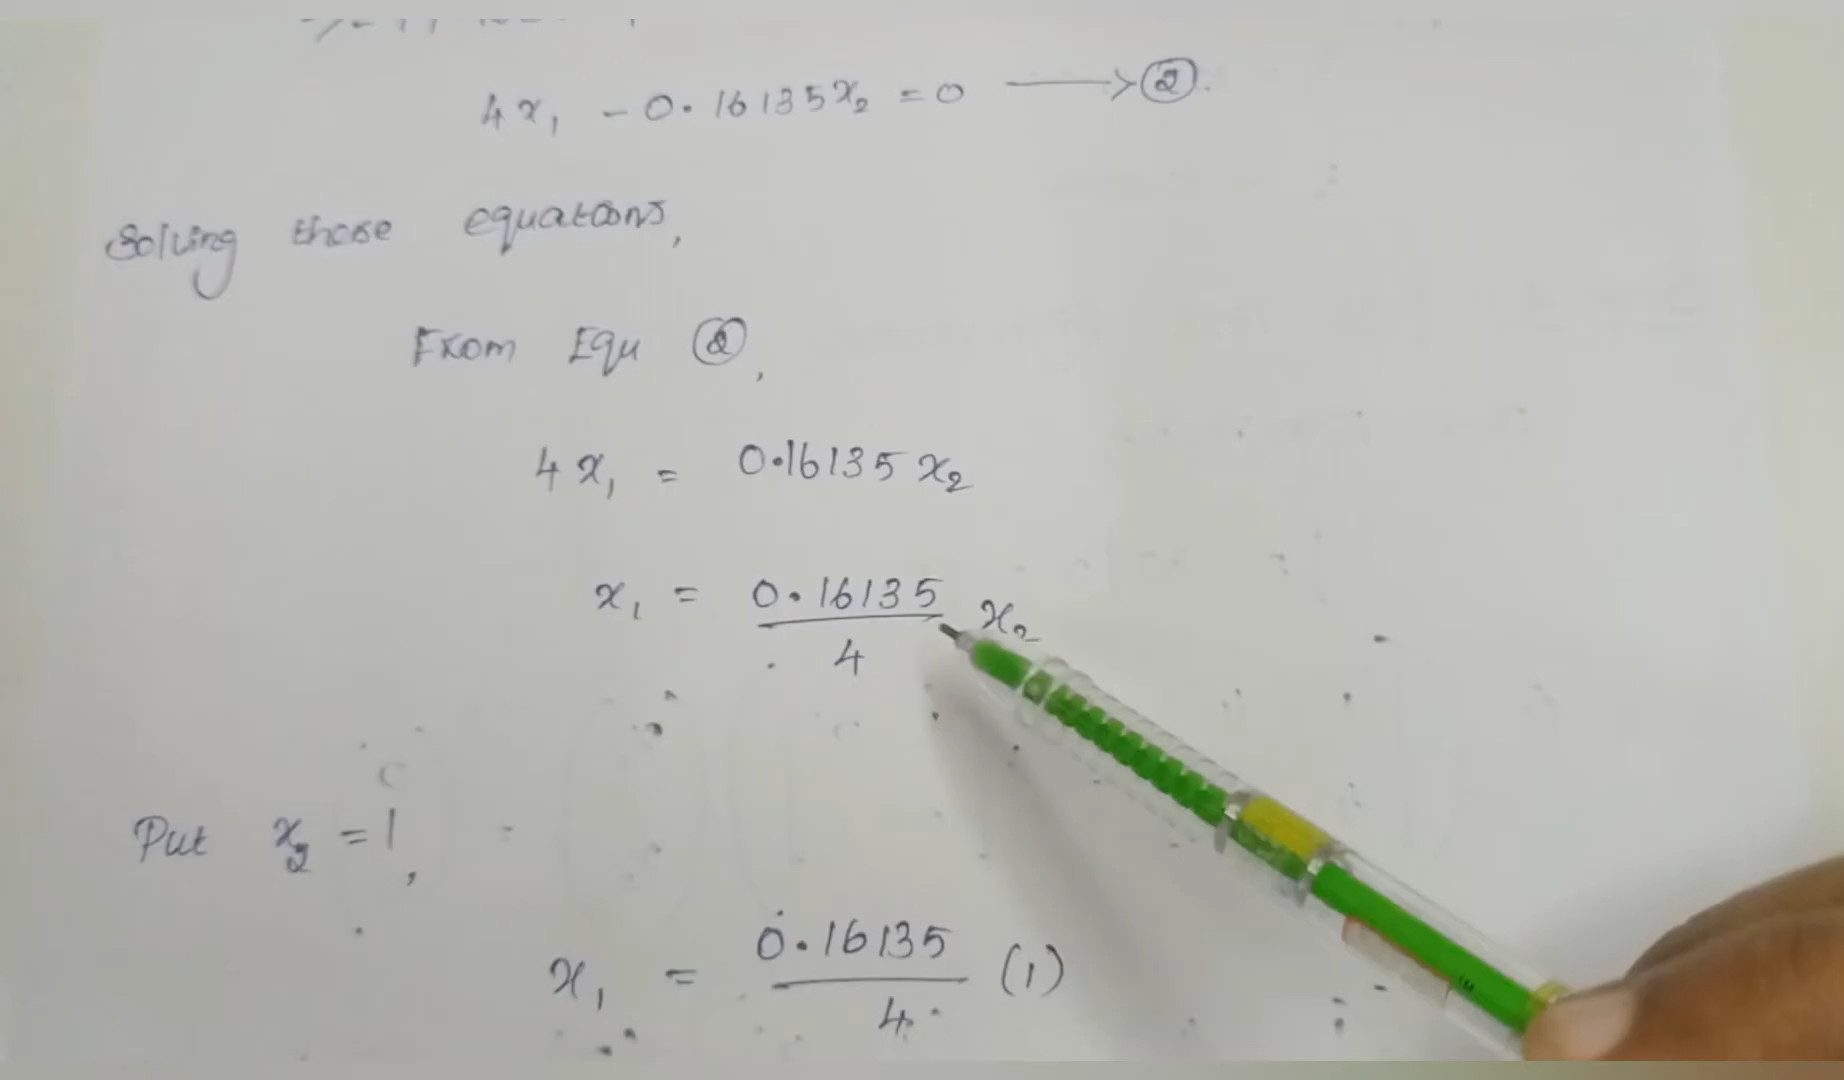 4x₁ - 0.16135x₂ = 0 → ②.
Solving these equations,
From Equ ②,
4x₁ = 0.16135 x₂
x₁ = 0.16135/4 x₂
Put x₂ = 1,
x₁ = 0.16135/4 (1)